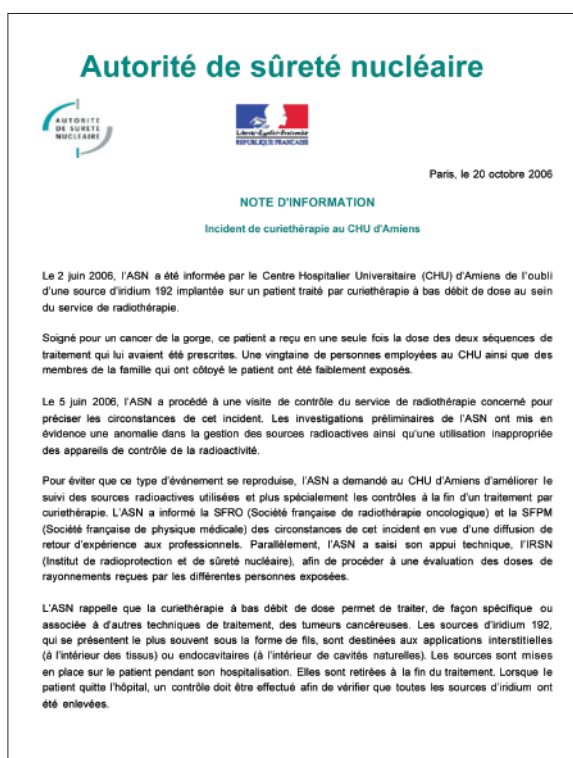 Autorité de sûreté nucléaire
AUTORITÉ
DE SÛRETÉ
NUCLÉAIRE
Liberté • Égalité • Fraternité
RÉPUBLIQUE FRANÇAISE
Paris, le 20 octobre 2006
NOTE D'INFORMATION
Incident de curiethérapie au CHU d'Amiens
Le 2 juin 2006, l'ASN a été informée par le Centre Hospitalier Universitaire (CHU) d'Amiens de l'oubli
d'une source d'iridium 192 implantée sur un patient traité par curiethérapie à bas débit de dose au sein
du service de radiothérapie.
Soigné pour un cancer de la gorge, ce patient a reçu en une seule fois la dose des deux séquences de
traitement qui lui avaient été prescrites. Une vingtaine de personnes employées au CHU ainsi que des
membres de la famille qui ont côtoyé le patient ont été faiblement exposés.
Le 5 juin 2006, l'ASN a procédé à une visite de contrôle du service de radiothérapie concerné pour
préciser les circonstances de cet incident. Les investigations préliminaires de l'ASN ont mis en
évidence une anomalie dans la gestion des sources radioactives ainsi qu'une utilisation inappropriée
des appareils de contrôle de la radioactivité.
Pour éviter que ce type d'événement se reproduise, l'ASN a demandé au CHU d'Amiens d'améliorer le
suivi des sources radioactives utilisées et plus spécialement les contrôles à la fin d'un traitement par
curiethérapie. L'ASN a informé la SFRO (Société française de radiothérapie oncologique) et la SFPM
(Société française de physique médicale) des circonstances de cet incident en vue d'une diffusion de
retour d'expérience aux professionnels. Parallèlement, l'ASN a saisi son appui technique, l'IRSN
(Institut de radioprotection et de sûreté nucléaire), afin de procéder à une évaluation des doses de
rayonnements reçues par les différentes personnes exposées.
L'ASN rappelle que la curiethérapie à bas débit de dose permet de traiter, de façon spécifique ou
associée à d'autres techniques de traitement, des tumeurs cancéreuses. Les sources d'iridium 192,
qui se présentent le plus souvent sous la forme de fils, sont destinées aux applications interstitielles
(à l'intérieur des tissus) ou endocavitaires (à l'intérieur de cavités naturelles). Les sources sont mises
en place sur le patient pendant son hospitalisation. Elles sont retirées à la fin du traitement. Lorsque le
patient quitte l'hôpital, un contrôle doit être effectué afin de vérifier que toutes les sources d'iridium ont
été enlevées.